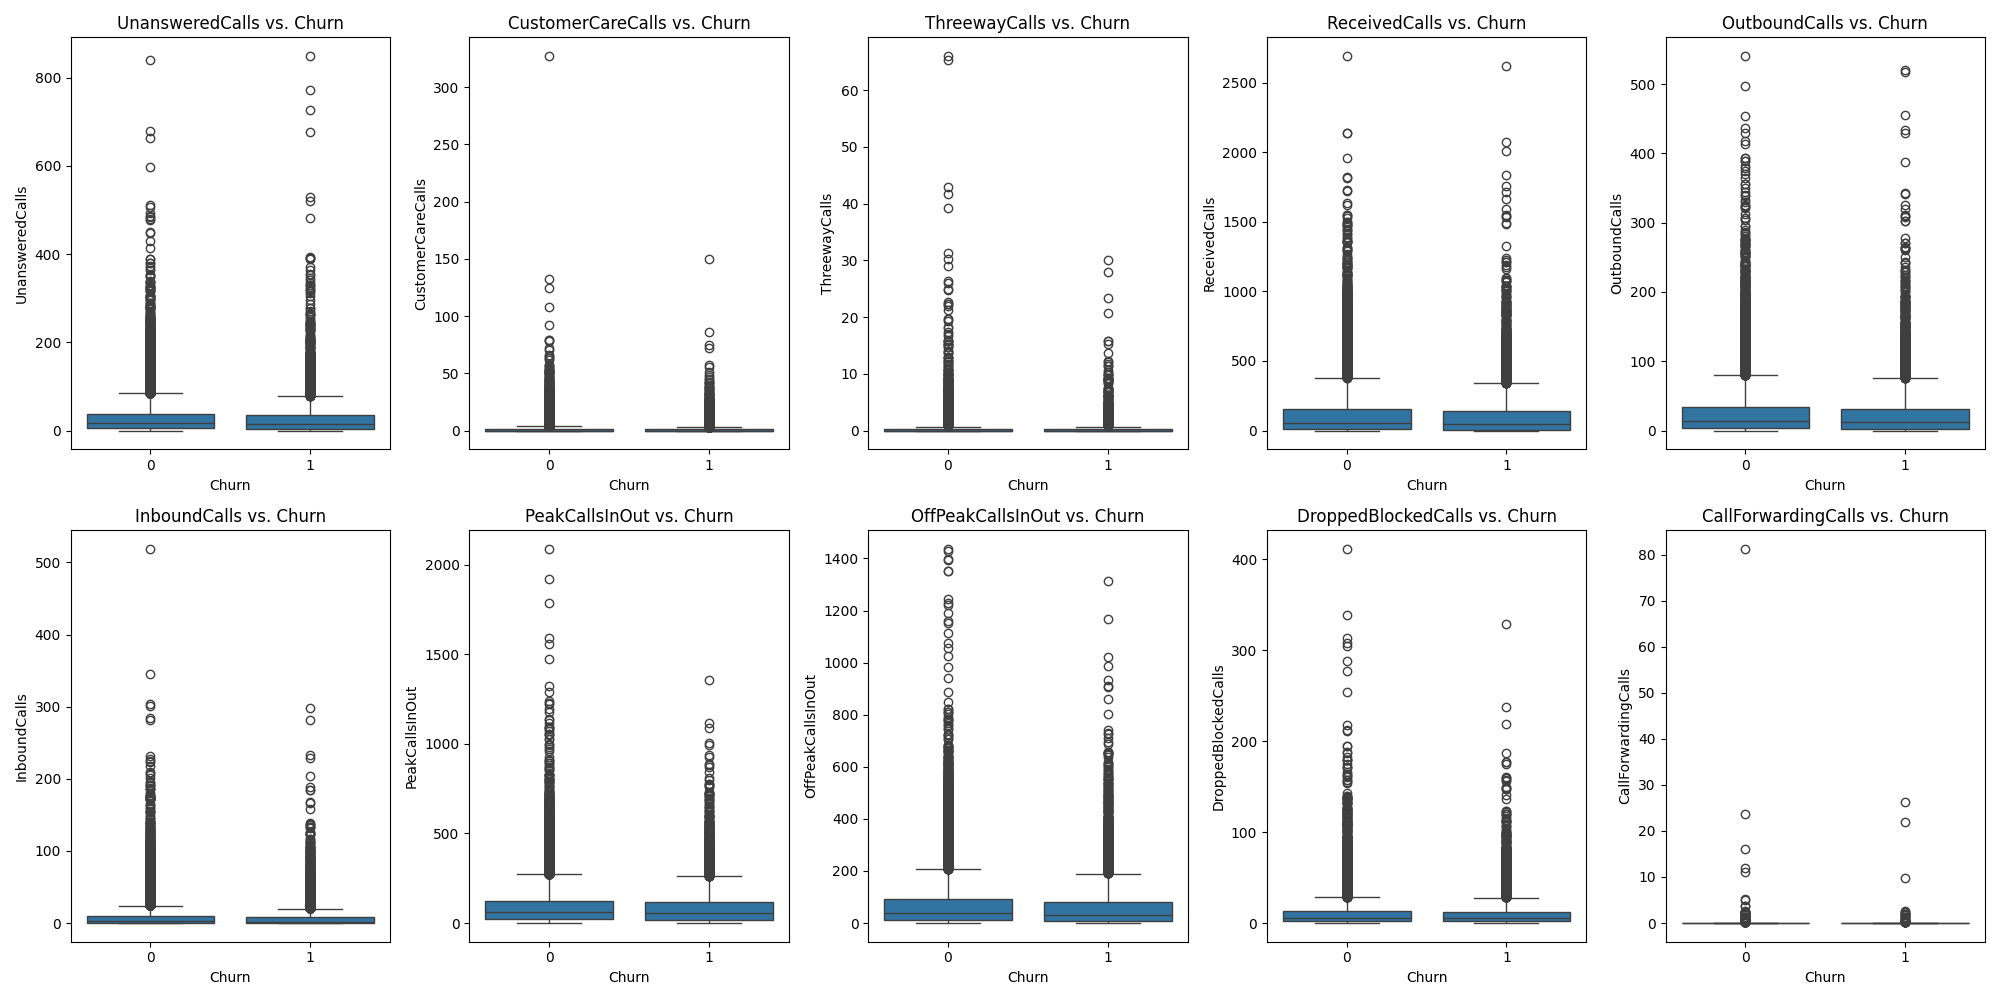 UnansweredCalls vs. Churn
UnansweredCalls
800
600
400
200
0
0 1
Churn
CustomerCareCalls vs. Churn
CustomerCareCalls
300
250
200
150
100
50
0
0 1
Churn
ThreewayCalls vs. Churn
ThreewayCalls
60
50
40
30
20
10
0
0 1
Churn
ReceivedCalls vs. Churn
ReceivedCalls
2500
2000
1500
1000
500
0
0 1
Churn
OutboundCalls vs. Churn
OutboundCalls
500
400
300
200
100
0
0 1
Churn
InboundCalls vs. Churn
InboundCalls
500
400
300
200
100
0
0 1
Churn
PeakCallsInOut vs. Churn
PeakCallsInOut
2000
1500
1000
500
0
0 1
Churn
OffPeakCallsInOut vs. Churn
OffPeakCallsInOut
1400
1200
1000
800
600
400
200
0
0 1
Churn
DroppedBlockedCalls vs. Churn
DroppedBlockedCalls
400
300
200
100
0
0 1
Churn
CallForwardingCalls vs. Churn
CallForwardingCalls
80
70
60
50
40
30
20
10
0
0 1
Churn